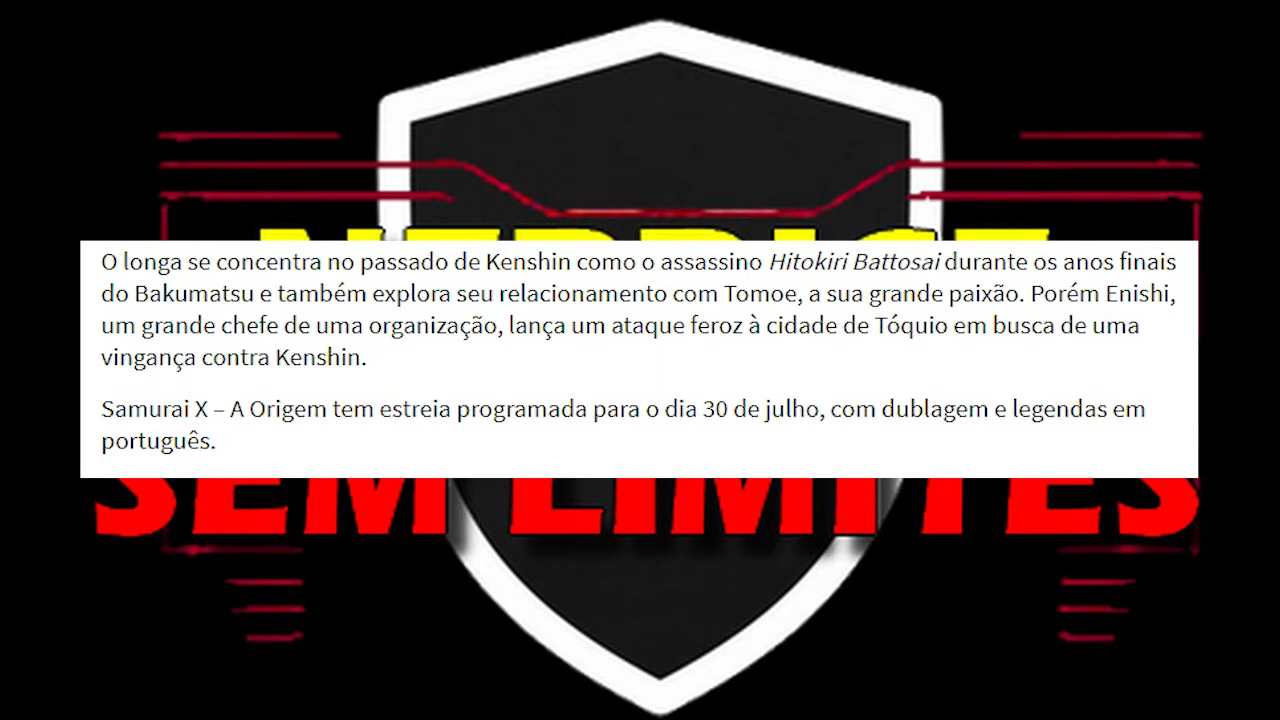 O longa se concentra no passado de Kenshin como o assassino Hitokiri Battosai durante os anos finais
do Bakumatsu e também explora seu relacionamento com Tomoe, a sua grande paixão. Porém Enishi,
um grande chefe de uma organização, lança um ataque feroz à cidade de Tóquio em busca de uma
vingança contra Kenshin.
Samurai X – A Origem tem estreia programada para o dia 30 de julho, com dublagem e legendas em
português.
SEM LIMITES